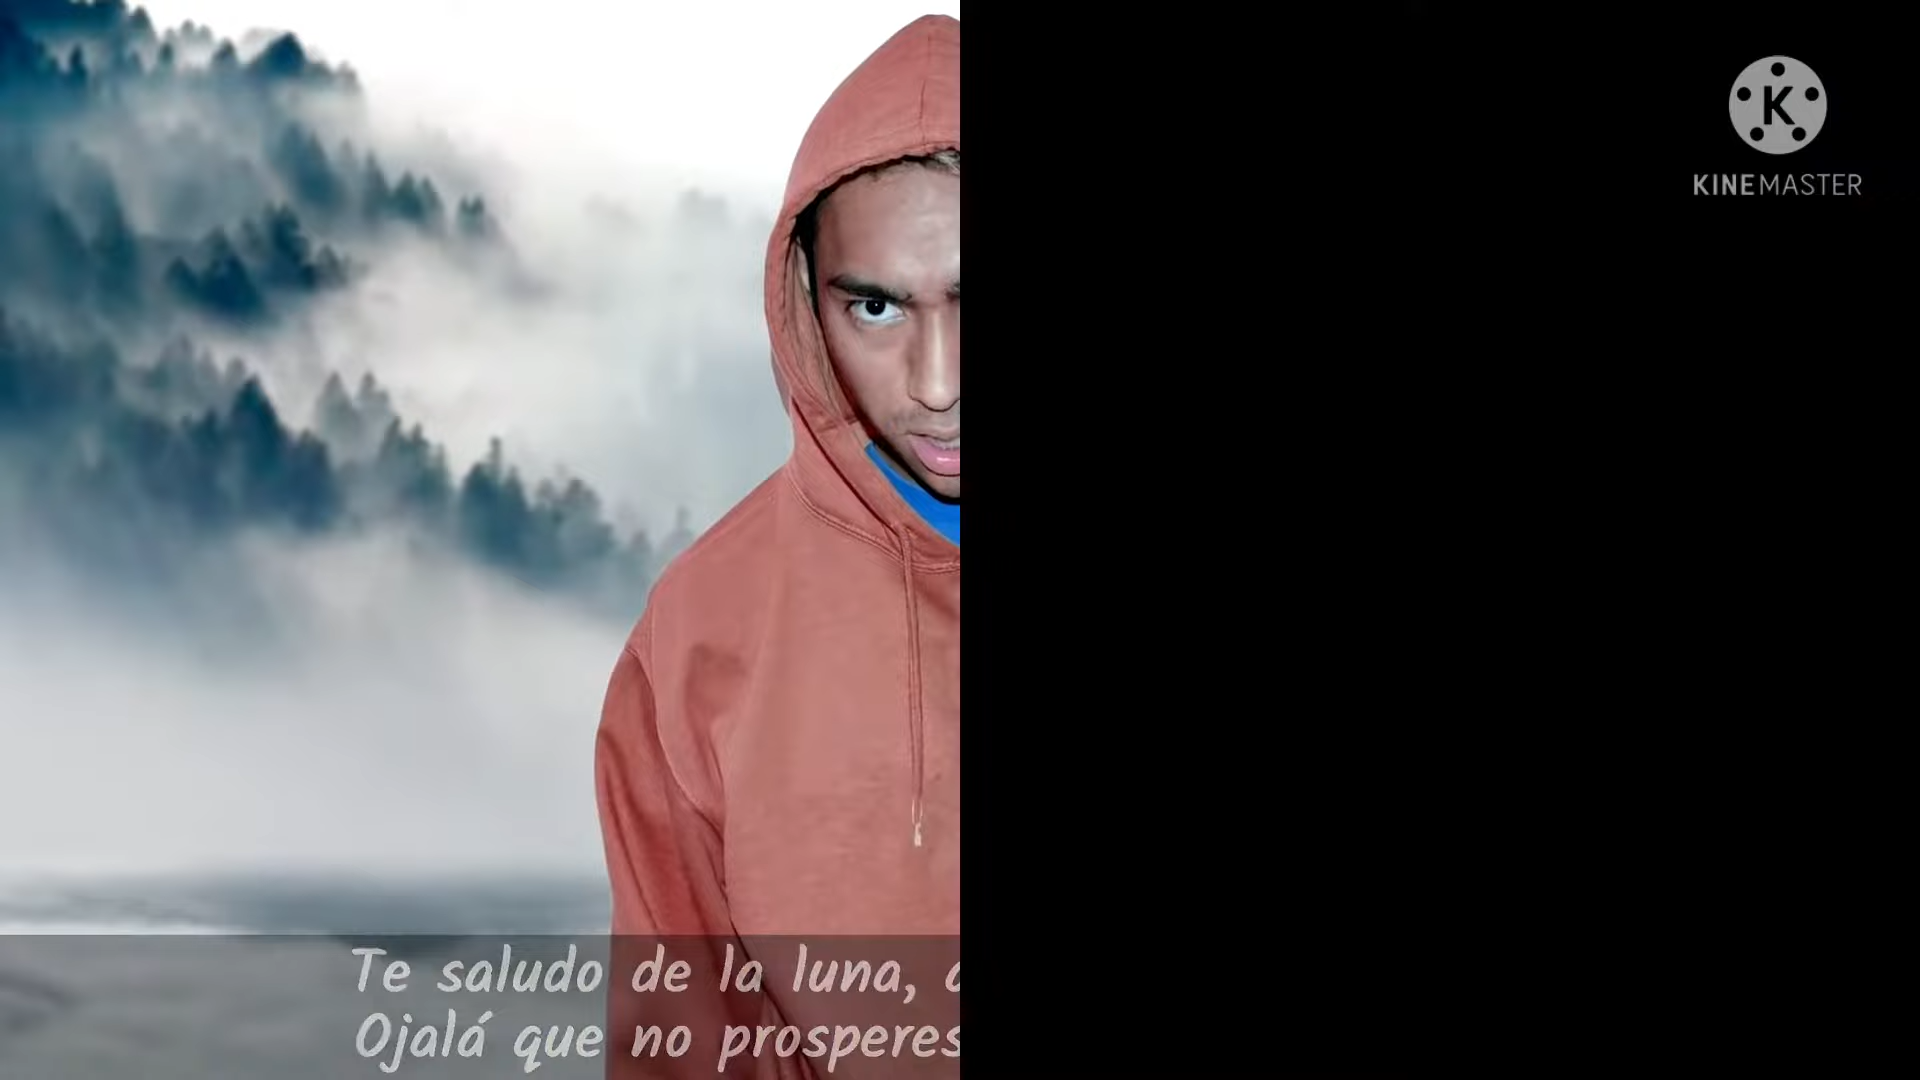 K
KINEMASTER
Te saludo de la luna,
Ojalá que no prosperes